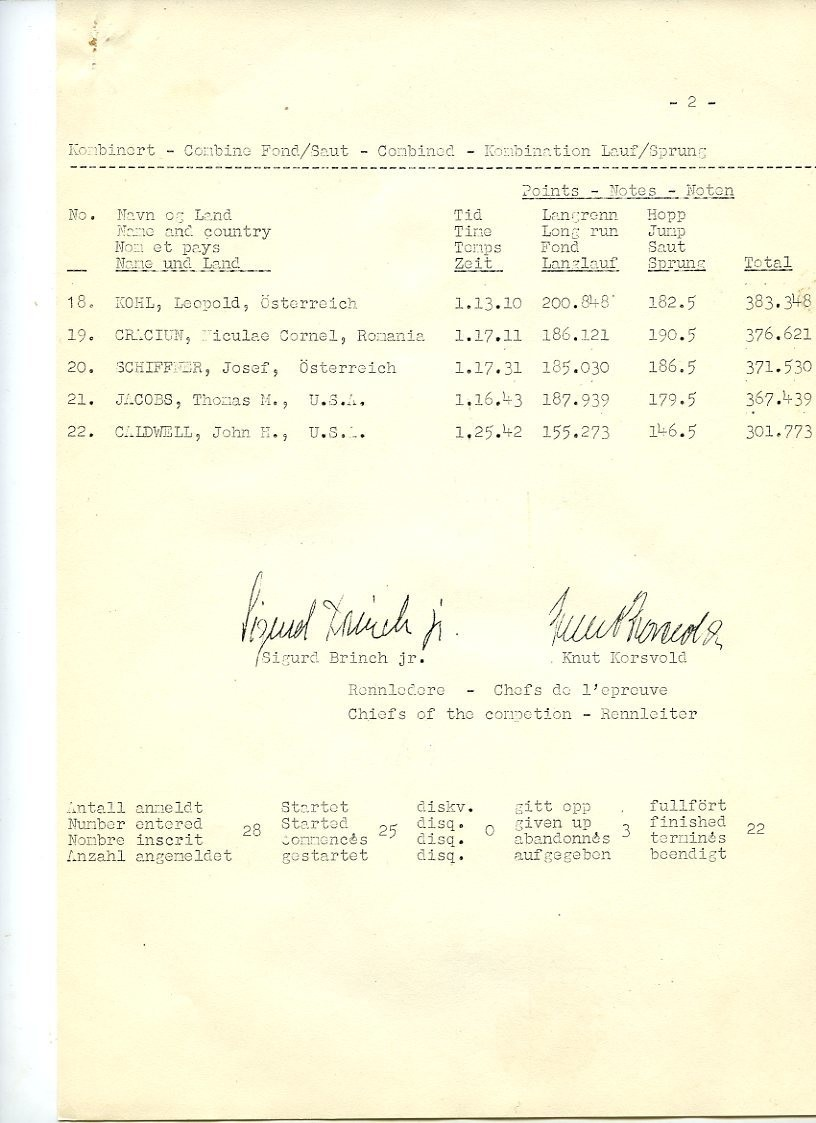 - 2 -
Kombinert - Combine Fond/Saut - Combined - Kombination Lauf/Sprung
Points - Notes - Noten
No. Navn og Land Tid Langrenn Hopp
Name and country Time Long run Jump
Nom et pays Temps Fond Saut
Name und Land Zeit Langlauf Sprung Total
18. KOHL, Leopold, Österreich 1.13.10 200.848 182.5 383.348
19. CRACIUN, Niculae Cornel, Romania 1.17.11 186.121 190.5 376.621
20. SCHIFFNER, Josef, Österreich 1.17.31 185.030 186.5 371.530
21. JACOBS, Thomas M., U.S.A. 1.16.43 187.939 179.5 367.439
22. CALDWELL, John H., U.S.A. 1.25.42 155.273 146.5 301.773
Sigurd Brinch jr.
Sigurd Brinch jr. Knut Korsvold
Rennledere - Chefs de l'epreuve
Chiefs of the competion - Rennleiter
Antall anmeldt Startet diskv. gitt opp fullfört
Number entered 28 Started 25 disq. 0 given up 3 finished 22
Nombre inscrit commencés disq. abandonnés terminés
Anzahl angemeldet gestartet disq. aufgegeben beendigt